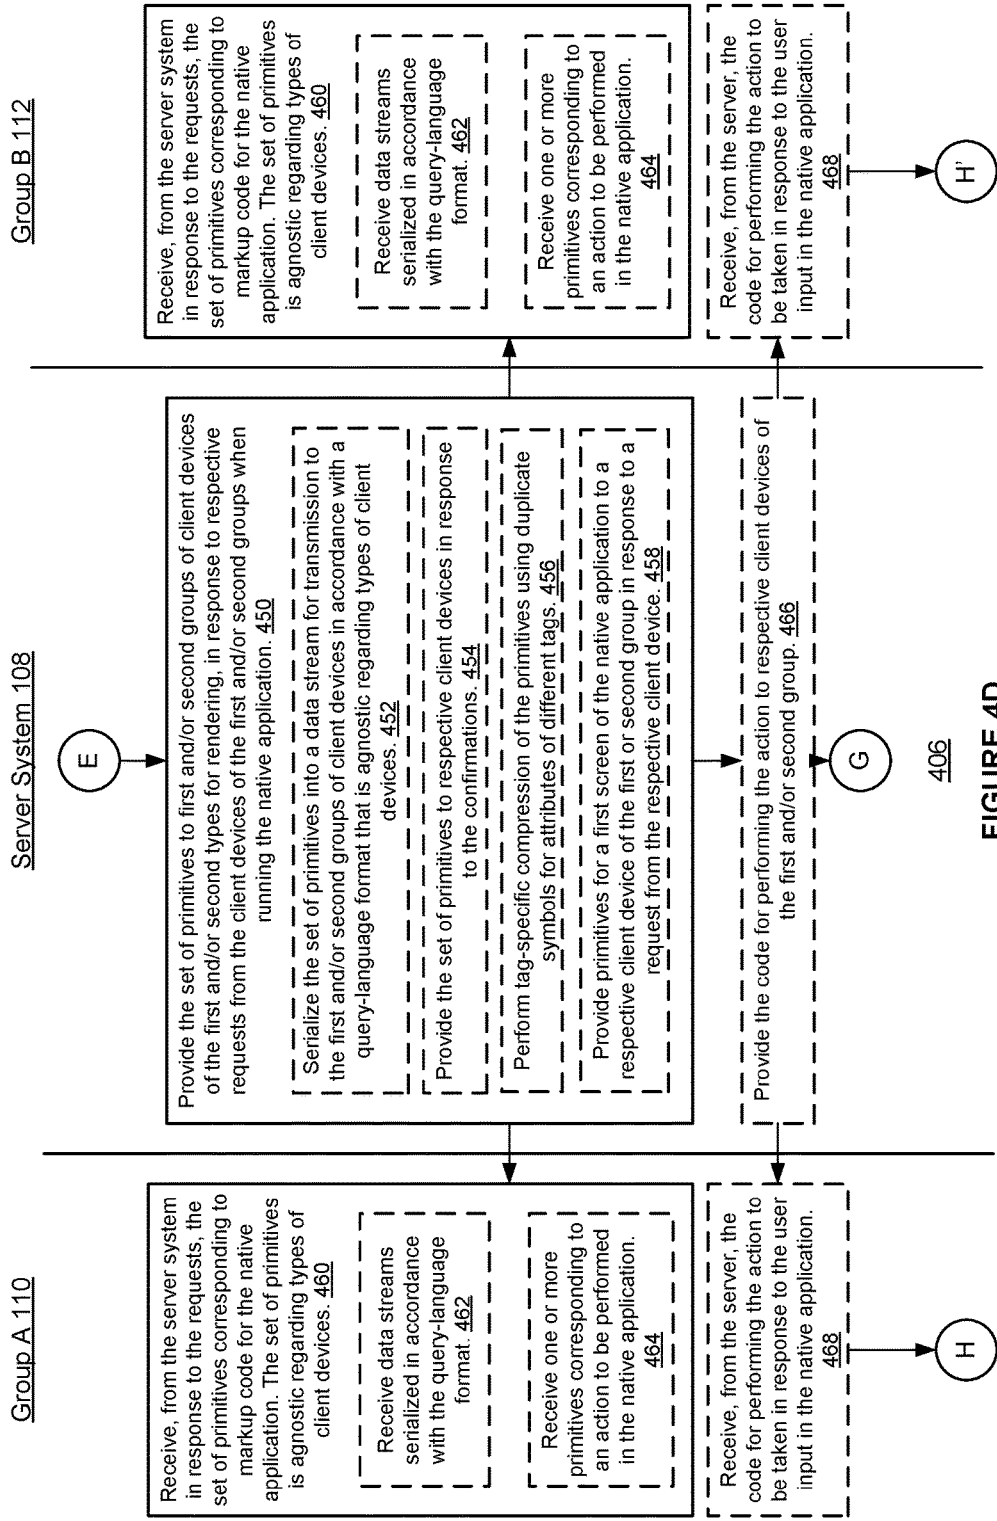 Group A 110
Server System 108
Group B 112
Receive, from the server system
in response to the requests, the
set of primitives corresponding to
markup code for the native
application. The set of primitives
is agnostic regarding types of
client devices. 460
Receive data streams
serialized in accordance
with the query-language
format. 462
Receive one or more
primitives corresponding to
an action to be performed
in the native application.
464
Receive, from the server, the
code for performing the action to
be taken in response to the user
input in the native application.
468
H
E
Provide the set of primitives to first and/or second groups of client devices
of the first and/or second types for rendering, in response to respective
requests from the client devices of the first and/or second groups when
running the native application. 450
Serialize the set of primitives into a data stream for transmission to
the first and/or second groups of client devices in accordance with a
query-language format that is agnostic regarding types of client
devices. 452
Provide the set of primitives to respective client devices in response
to the confirmations. 454
Perform tag-specific compression of the primitives using duplicate
symbols for attributes of different tags. 456
Provide primitives for a first screen of the native application to a
respective client device of the first or second group in response to a
request from the respective client device. 458
Provide the code for performing the action to respective client devices of
the first and/or second group. 466
G
Receive, from the server system
in response to the requests, the
set of primitives corresponding to
markup code for the native
application. The set of primitives
is agnostic regarding types of
client devices. 460
Receive data streams
serialized in accordance
with the query-language
format. 462
Receive one or more
primitives corresponding to
an action to be performed
in the native application.
464
Receive, from the server, the
code for performing the action to
be taken in response to the user
input in the native application.
468
H'
406
FIGURE 4D